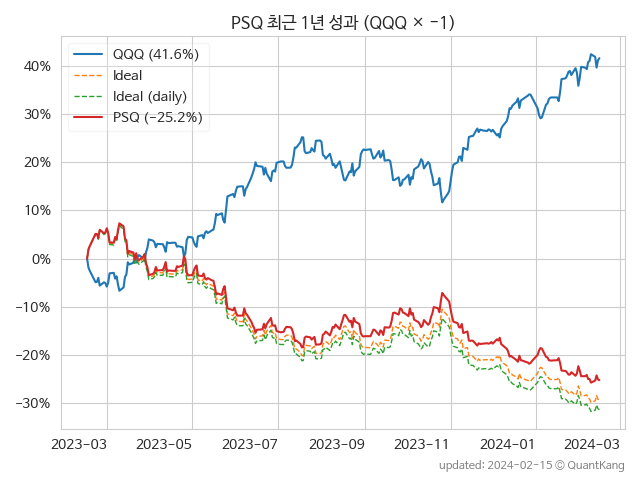 PSQ 최근 1년 성과 (QQQ × -1)
QQQ (41.6%)
Ideal
Ideal (daily)
PSQ (-25.2%)
40%
30%
20%
10%
0%
-10%
-20%
-30%
2023-03 2023-05 2023-07 2023-09 2023-11 2024-01 2024-03
updated: 2024-02-15 © QuantKang